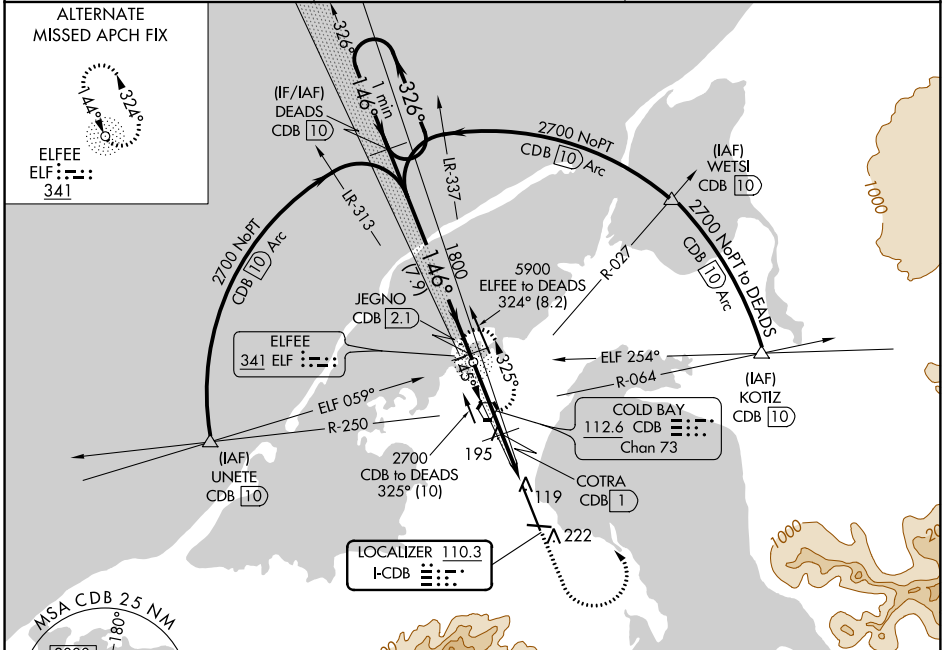 ALTERNATE
MISSED APCH FIX
144°
324°
ELFEE
ELF
341
326°
146°
1 min
326°
(IF/IAF)
DEADS
CDB 10
LR-313
LR-337
2700 NoPT
CDB 10 Arc
(IAF)
WETSI
CDB 10
1000
2700 NoPT
CDB 10 Arc
2700 NoPT to DEADS
CDB 10 Arc
R-027
146°
1800
(7.9)
5900
ELFEE to DEADS
324° (8.2)
JEGNO
CDB 2.1
ELFEE
341 ELF
145°
325°
ELF 254°
R-064
(IAF)
KOTIZ
CDB 10
ELF 059°
R-250
COLD BAY
112.6 CDB
Chan 73
(IAF)
UNETE
CDB 10
2700
CDB to DEADS
325° (10)
195
COTRA
CDB 1
119
222
LOCALIZER 110.3
I-CDB
1000
MSA CDB 25 NM
180°